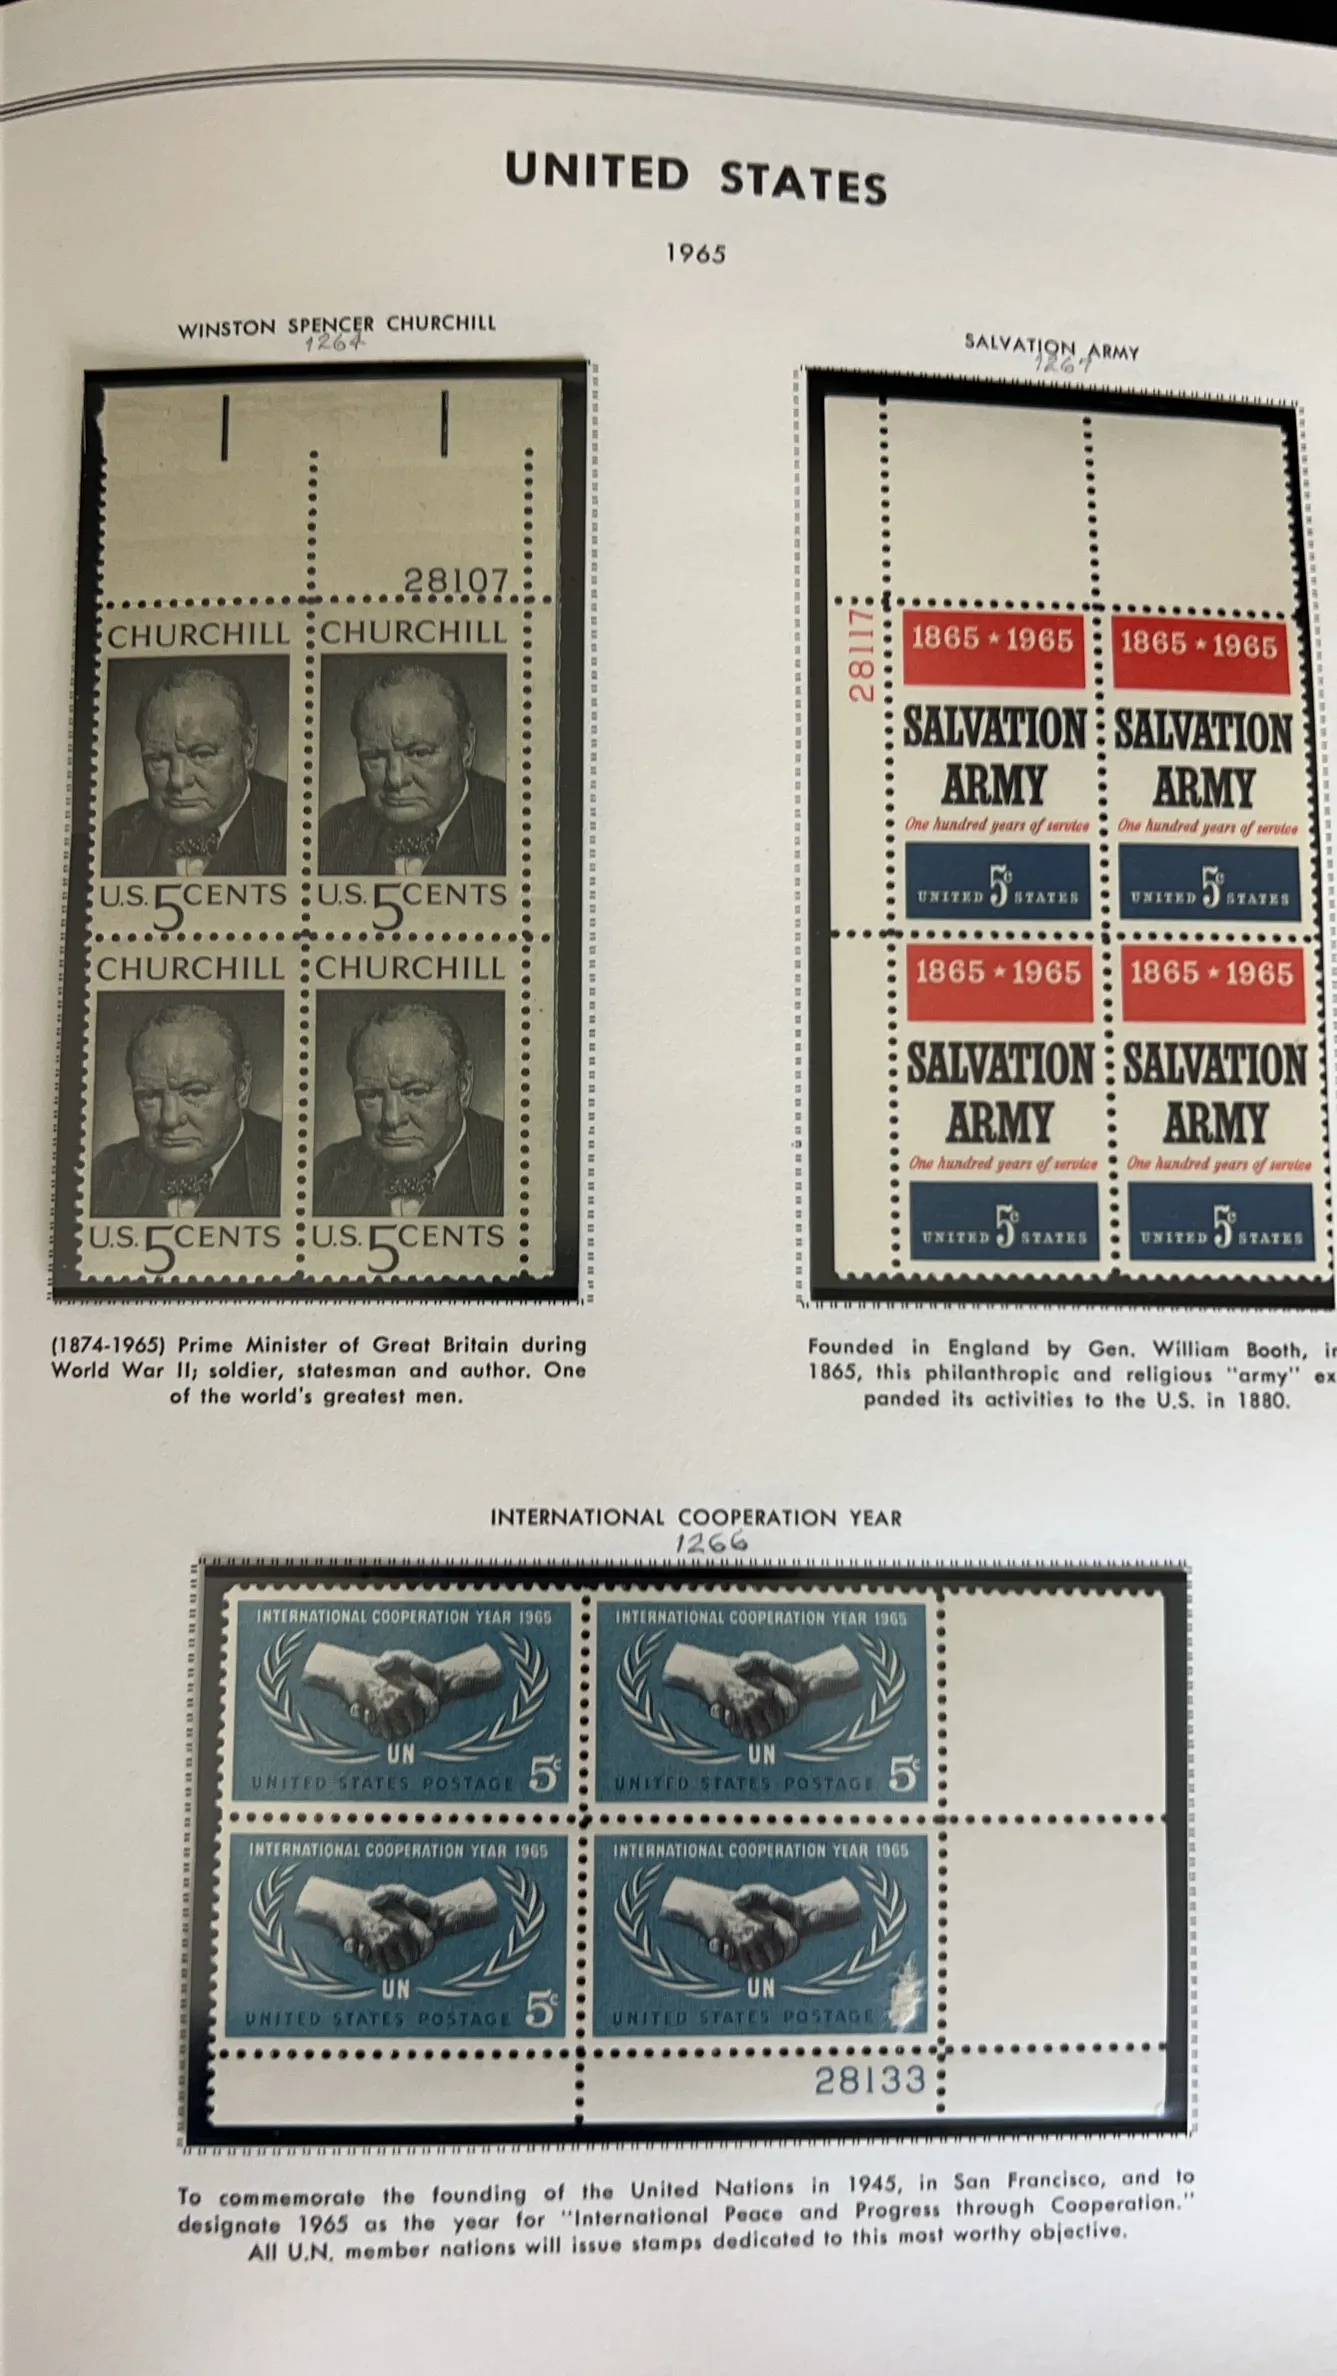 UNITED STATES
1965
WINSTON SPENCER CHURCHILL
1264
28107
CHURCHILL CHURCHILL
U.S. 5 CENTS U.S. 5 CENTS
CHURCHILL CHURCHILL
U.S. 5 CENTS U.S. 5 CENTS
(1874-1965) Prime Minister of Great Britain during
World War II; soldier, statesman and author. One
of the world's greatest men.
SALVATION ARMY
1267
28117
1865 ★ 1965 1865 ★ 1965
SALVATION SALVATION
ARMY ARMY
One hundred years of service One hundred years of service
UNITED 5c STATES UNITED 5c STATES
1865 ★ 1965 1865 ★ 1965
SALVATION SALVATION
ARMY ARMY
One hundred years of service One hundred years of service
UNITED 5c STATES UNITED 5c STATES
Founded in England by Gen. William Booth, in
1865, this philanthropic and religious "army" ex
panded its activities to the U.S. in 1880.
INTERNATIONAL COOPERATION YEAR
1266
INTERNATIONAL COOPERATION YEAR 1965 INTERNATIONAL COOPERATION YEAR 1965
UN UN
UNITED STATES POSTAGE 5c UNITED STATES POSTAGE 5c
INTERNATIONAL COOPERATION YEAR 1965 INTERNATIONAL COOPERATION YEAR 1965
UN UN
UNITED STATES POSTAGE 5c UNITED STATES POSTAGE
28133
To commemorate the founding of the United Nations in 1945, in San Francisco, and to
designate 1965 as the year for "International Peace and Progress through Cooperation."
All U.N. member nations will issue stamps dedicated to this most worthy objective.